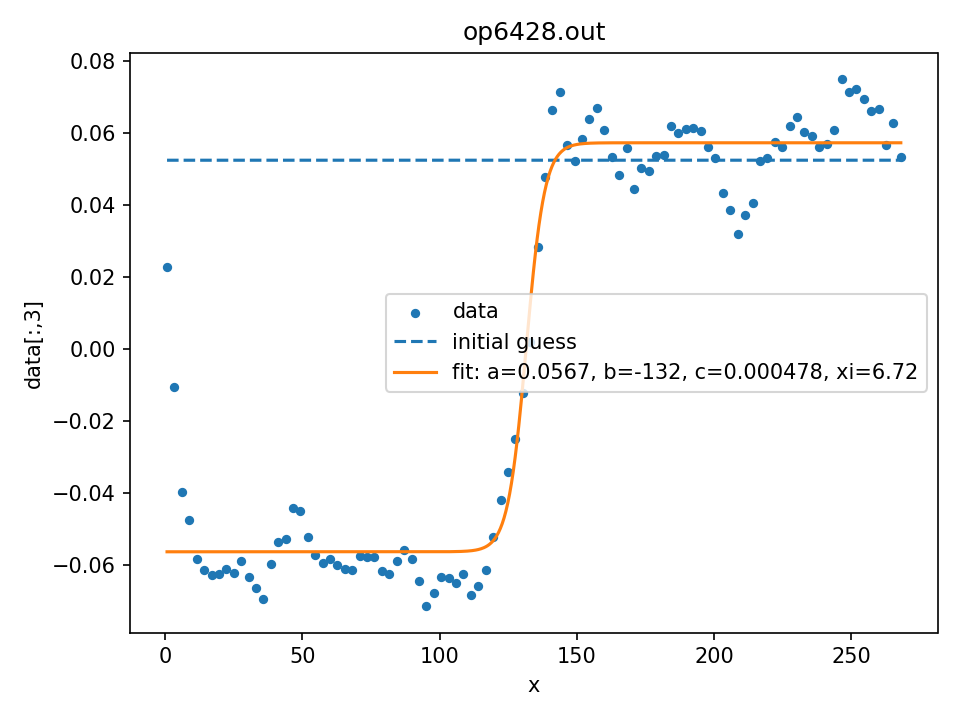 op6428.out
0.08
0.06
0.04
0.02
0.00
−0.02
−0.04
−0.06
data[:,3]
data
initial guess
fit: a=0.0567, b=-132, c=0.000478, xi=6.72
0 50 100 150 200 250
x